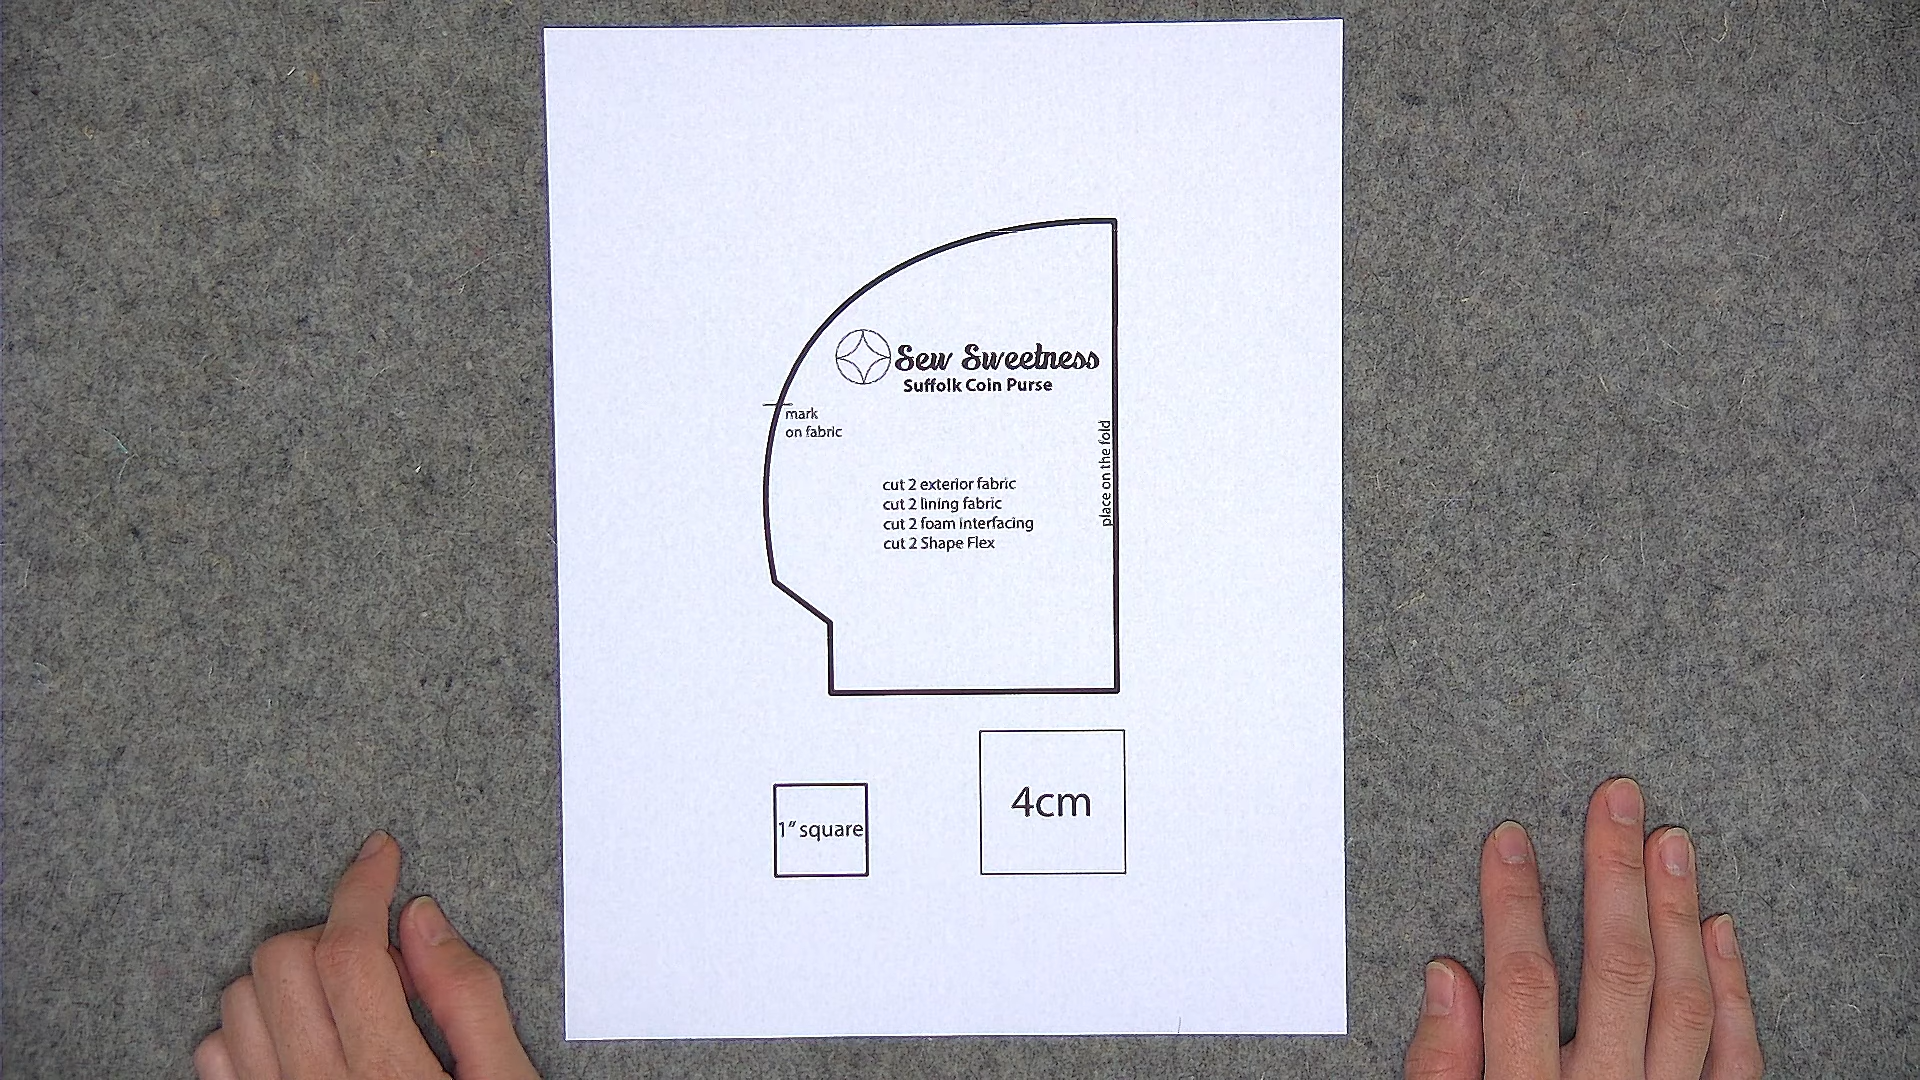 Sew Sweetness
Suffolk Coin Purse
mark
on fabric
place on the fold
cut 2 exterior fabric
cut 2 lining fabric
cut 2 foam interfacing
cut 2 Shape Flex
1” square
4cm